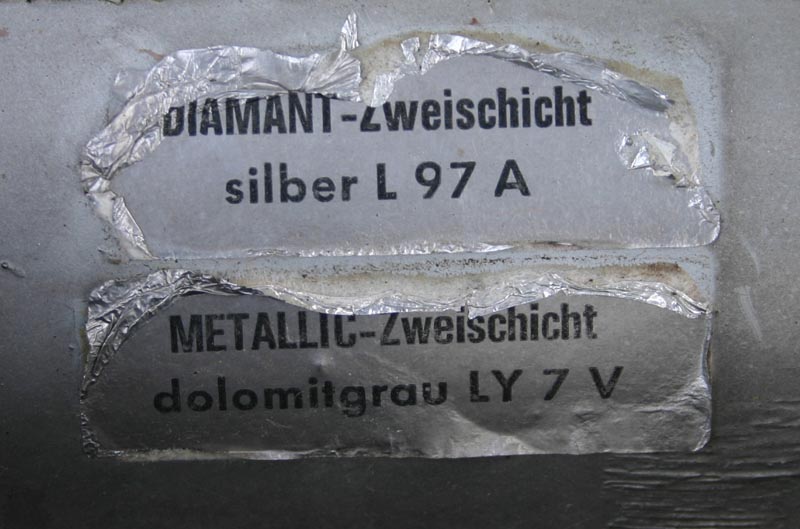 DIAMANT-Zweischicht
silber L 97 A
METALLIC-Zweischicht
dolomitgrau LY 7 V